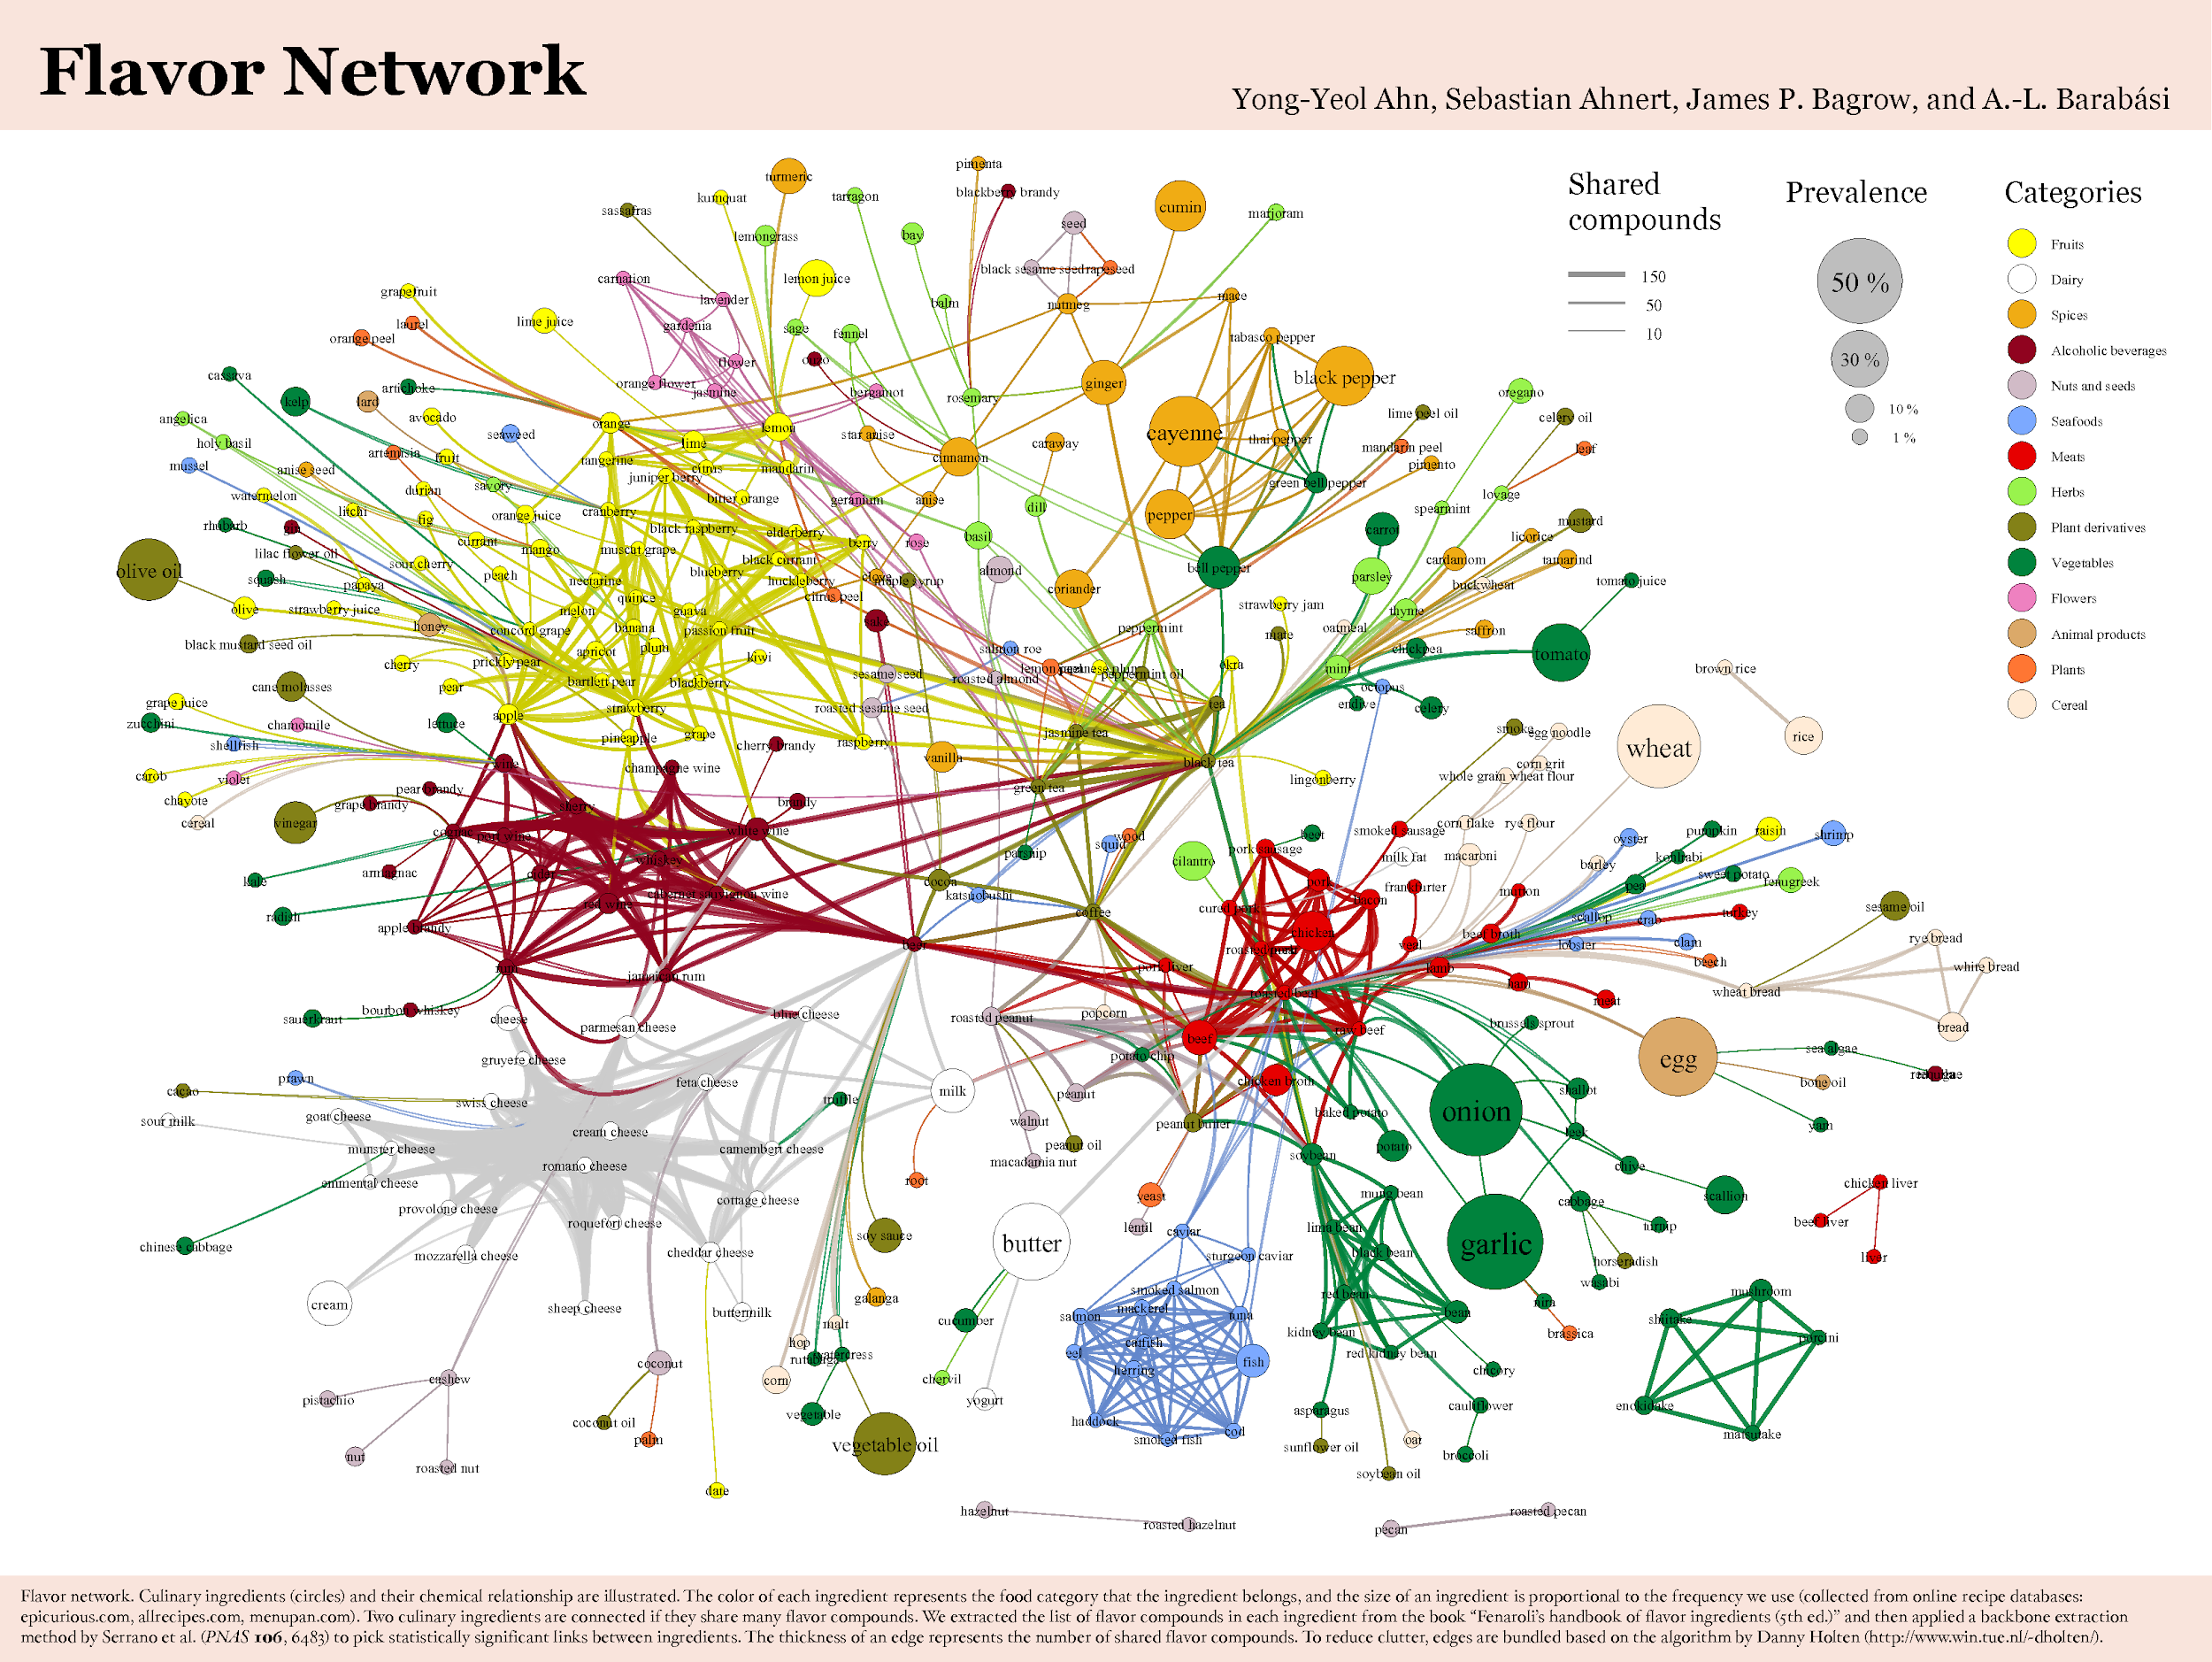 Flavor Network
Yong-Yeol Ahn, Sebastian Ahnert, James P. Bagrow, and A.-L. Barabási
Shared
compounds
150
50
10
Prevalence
50 %
30 %
10 %
1 %
Categories
Fruits
Dairy
Spices
Alcoholic beverages
Nuts and seeds
Seafoods
Meats
Herbs
Plant derivatives
Vegetables
Flowers
Animal products
Plants
Cereal
pimenta
turmeric
blackberry brandy
kumquat
tarragon
sassafras
cumin
marjoram
seed
lemongrass
bay
black sesame seed
rapeseed
carnation
lemon juice
grapefruit
lavender
balm
nutmeg
mace
laurel
lime juice
gardenia
sage
fennel
orange peel
tabasco pepper
flower
ouzo
cassava
artichoke
orange flower
jasmine
bergamot
rosemary
ginger
black pepper
kelp
lard
oregano
angelica
avocado
orange
lemon
lime peel oil
celery oil
holy basil
seaweed
lime
star anise
caraway
cayenne
thai pepper
mandarin peel
leaf
mussel
anise seed
artemisia
fruit
tangerine
citrus
mandarin
cinnamon
pimento
juniper berry
green bell pepper
watermelon
durian
savory
bitter orange
geranium
anise
lovage
litchi
fig
orange juice
cranberry
dill
pepper
spearmint
rhubarb
gin
black raspberry
elderberry
mustard
carrot
currant
mango
muscat grape
berry
rose
basil
licorice
lilac flower oil
sour cherry
black currant
cardamom
tamarind
olive oil
squash
papaya
peach
nectarine
blueberry
huckleberry
clove
maple syrup
almond
bell pepper
parsley
buckwheat
tomato juice
coriander
quince
citrus peel
olive
strawberry juice
melon
guava
strawberry jam
thyme
honey
concord grape
banana
passion fruit
sake
peppermint
mate
oatmeal
saffron
black mustard seed oil
plum
apricot
salmon roe
chickpea
tomato
cherry
prickly pear
kiwi
okra
mint
brown rice
cane molasses
pear
bartlett pear
blackberry
sesame seed
roasted almond
lemon peel
japanese plum
peppermint oil
octopus
grape juice
zucchini
chamomile
lettuce
apple
strawberry
roasted sesame seed
tea
endive
celery
shellfish
pineapple
grape
cherry brandy
raspberry
jasmine tea
smoke
egg noodle
wheat
rice
carob
violet
wine
champagne wine
vanilla
black tea
lingonberry
corn grit
whole grain wheat flour
chayote
pear brandy
grape brandy
sherry
brandy
green tea
cereal
vinegar
cognac
port wine
white wine
wood
squid
beet
smoked sausage
corn flake
rye flour
oyster
pumpkin
raisin
shrimp
parsnip
cilantro
pork sausage
milk fat
macaroni
barley
kohlrabi
kale
armagnac
cider
whiskey
cocoa
katsuobushi
pork
bacon
frankfurter
mutton
pea
sweet potato
fenugreek
radish
red wine
cabernet sauvignon wine
coffee
cured pork
scallop
crab
turkey
sesame oil
apple brandy
beer
chicken
veal
beef broth
lobster
clam
rye bread
rum
jamaican rum
pork liver
lamb
beech
white bread
roasted beef
ham
meat
wheat bread
sauerkraut
bourbon whiskey
cheese
parmesan cheese
blue cheese
roasted peanut
popcorn
raw beef
brussels sprout
bread
gruyere cheese
beef
potato chip
egg
sea algae
prawn
feta cheese
milk
peanut
chicken broth
bone oil
cacao
swiss cheese
truffle
onion
shallot
sour milk
goat cheese
cream cheese
walnut
peanut butter
baked potato
yam
munster cheese
camembert cheese
peanut oil
soybean
potato
leek
romano cheese
macadamia nut
chive
emmental cheese
root
yeast
mung bean
scallion
chicken liver
provolone cheese
cottage cheese
cabbage
roquefort cheese
lentil
lima bean
turnip
beef liver
chinese cabbage
mozzarella cheese
cheddar cheese
soy sauce
butter
caviar
sturgeon caviar
black bean
garlic
horseradish
liver
wasabi
cream
sheep cheese
buttermilk
galanga
smoked salmon
red bean
mushroom
cucumber
salmon
mackerel
tuna
bean
nira
shiitake
malt
hop
kidney bean
brassica
porcini
rutabaga
watercress
eel
catfish
fish
red kidney bean
coconut
herring
chicory
pistachio
cashew
corn
chervil
yogurt
coconut oil
vegetable
haddock
cod
asparagus
cauliflower
enokidake
palm
vegetable oil
smoked fish
sunflower oil
oat
broccoli
matsutake
nut
roasted nut
soybean oil
date
hazelnut
roasted hazelnut
pecan
roasted pecan
Flavor network. Culinary ingredients (circles) and their chemical relationship are illustrated. The color of each ingredient represents the food category that the ingredient belongs, and the size of an ingredient is proportional to the frequency we use (collected from online recipe databases:
epicurious.com, allrecipes.com, menupan.com). Two culinary ingredients are connected if they share many flavor compounds. We extracted the list of flavor compounds in each ingredient from the book “Fenaroli’s handbook of flavor ingredients (5th ed.)” and then applied a backbone extraction
method by Serrano et al. (PNAS 106, 6483) to pick statistically significant links between ingredients. The thickness of an edge represents the number of shared flavor compounds. To reduce clutter, edges are bundled based on the algorithm by Danny Holten (http://www.win.tue.nl/~dholten/).